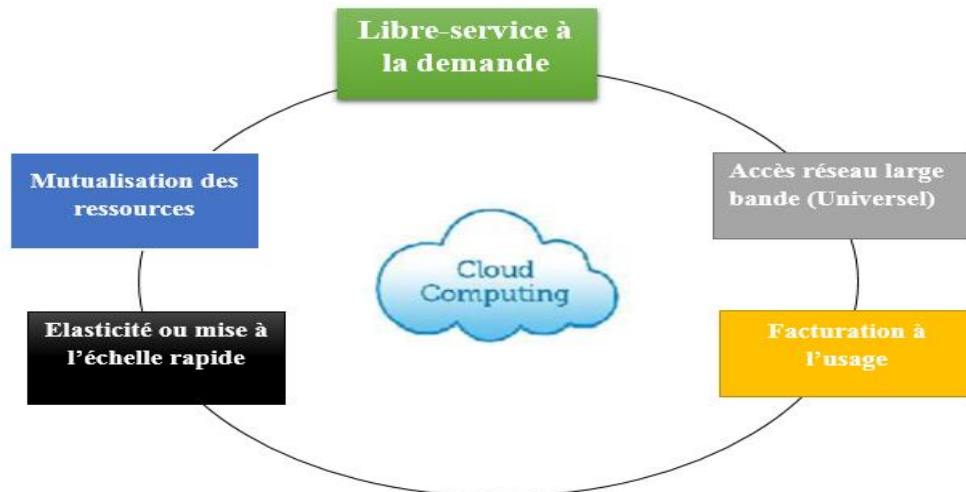 Libre-service à
la demande
Mutualisation des
ressources
Accès réseau large
bande (Universel)
Cloud
Computing
Elasticité ou mise à
l’échelle rapide
Facturation à
l’usage